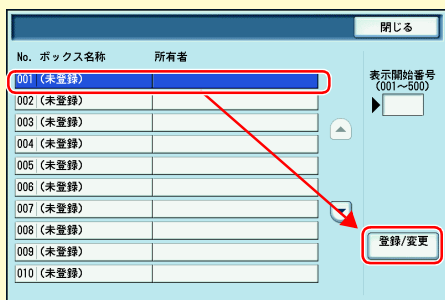 閉じる
No. ボックス名称 所有者
001 (未登録)
002 (未登録)
003 (未登録)
004 (未登録)
005 (未登録)
006 (未登録)
007 (未登録)
008 (未登録)
009 (未登録)
010 (未登録)
表示開始番号
(001～500)
登録/変更